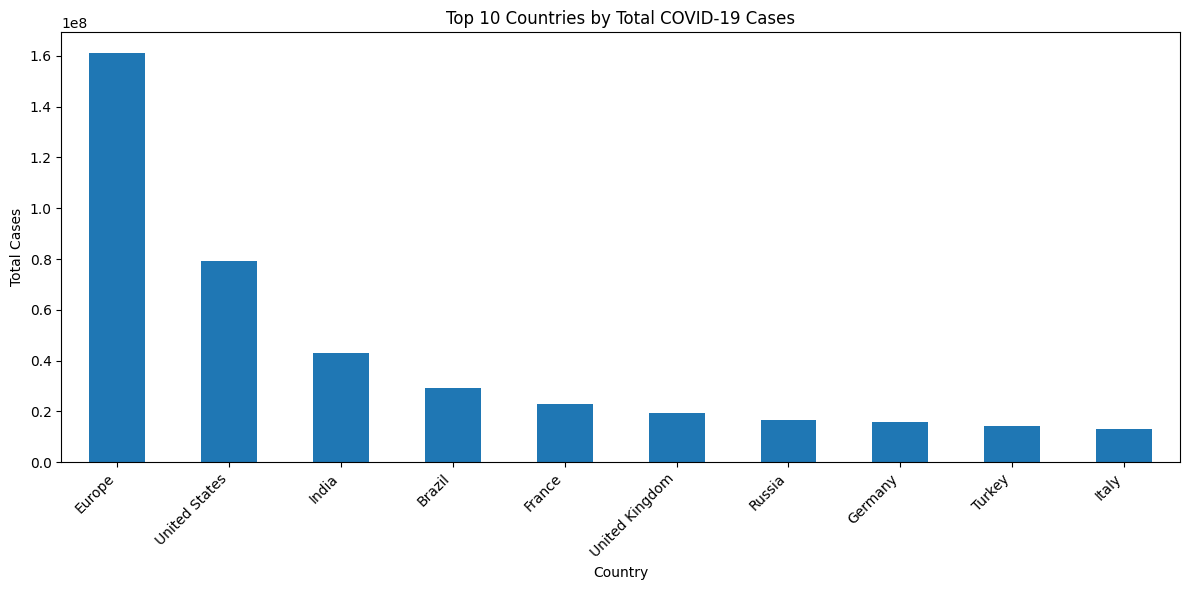 Top 10 Countries by Total COVID-19 Cases
1e8
Total Cases
1.6
1.4
1.2
1.0
0.8
0.6
0.4
0.2
0.0
Europe
United States
India
Brazil
France
United Kingdom
Russia
Germany
Turkey
Italy
Country